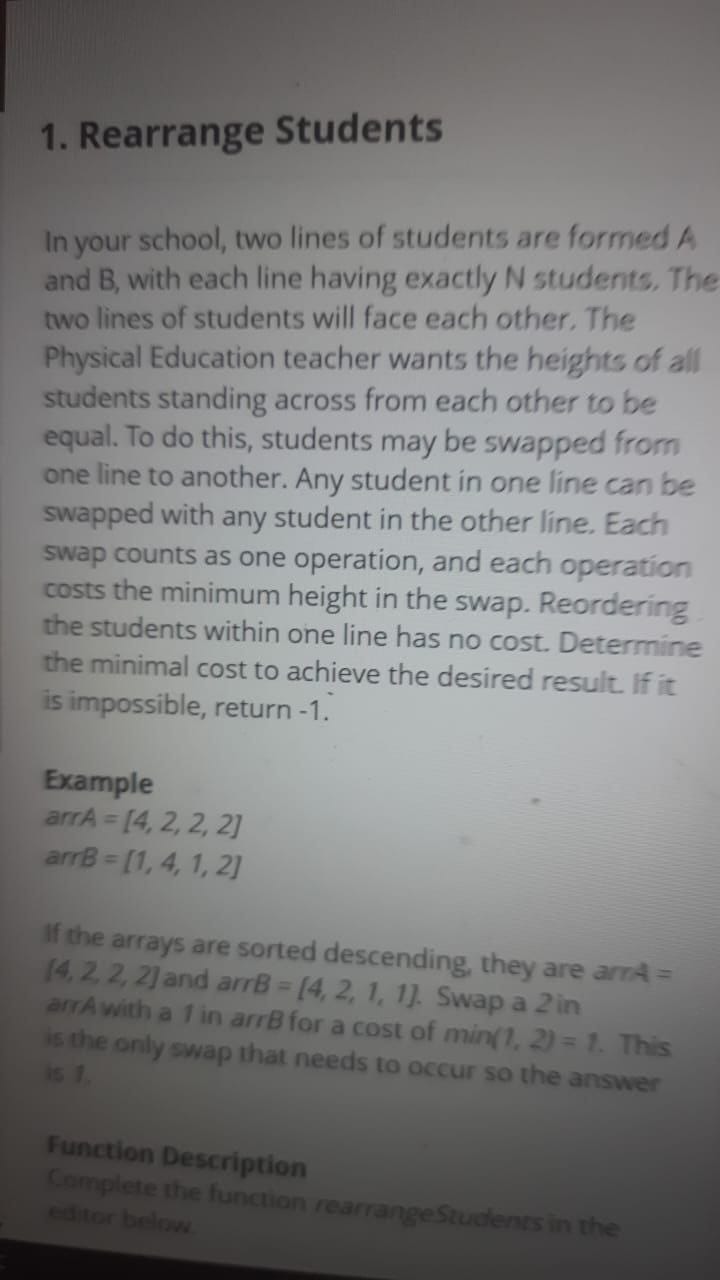 1. Rearrange Students
In your school, two lines of students are formed A
and B, with each line having exactly N students. The
two lines of students will face each other. The
Physical Education teacher wants the heights of all
students standing across from each other to be
equal. To do this, students may be swapped from
one line to another. Any student in one line can be
swapped with any student in the other line. Each
swap counts as one operation, and each operation
costs the minimum height in the swap. Reordering
the students within one line has no cost. Determine
the minimal cost to achieve the desired result. If it
is impossible, return -1.
Example
arrA = [4, 2, 2, 2]
arrB = [1, 4, 1, 2]
If the arrays are sorted descending, they are arrA =
[4, 2, 2, 2] and arrB = [4, 2, 1, 1]. Swap a 2 in
arrA with a 1 in arrB for a cost of min(1, 2) = 1. This
is the only swap that needs to occur so the answer
is 1.
Function Description
Complete the function rearrangeStudents in the
editor below.